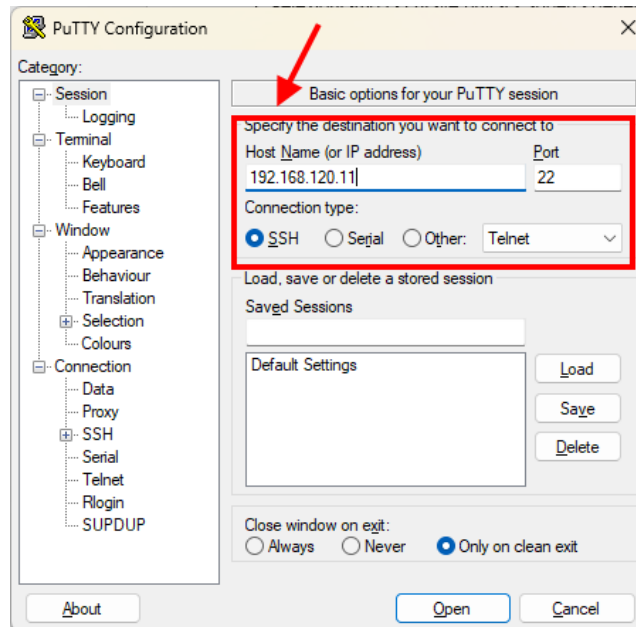 PuTTY Configuration
Category:
Session
Logging
Terminal
Keyboard
Bell
Features
Window
Appearance
Behaviour
Translation
Selection
Colours
Connection
Data
Proxy
SSH
Serial
Telnet
Rlogin
SUPDUP
Basic options for your PuTTY session
Specify the destination you want to connect to
Host Name (or IP address) Port
192.168.120.11 22
Connection type:
SSH Serial Other: Telnet
Load, save or delete a stored session
Saved Sessions
Default Settings
Load
Save
Delete
Close window on exit:
Always Never Only on clean exit
About Open Cancel